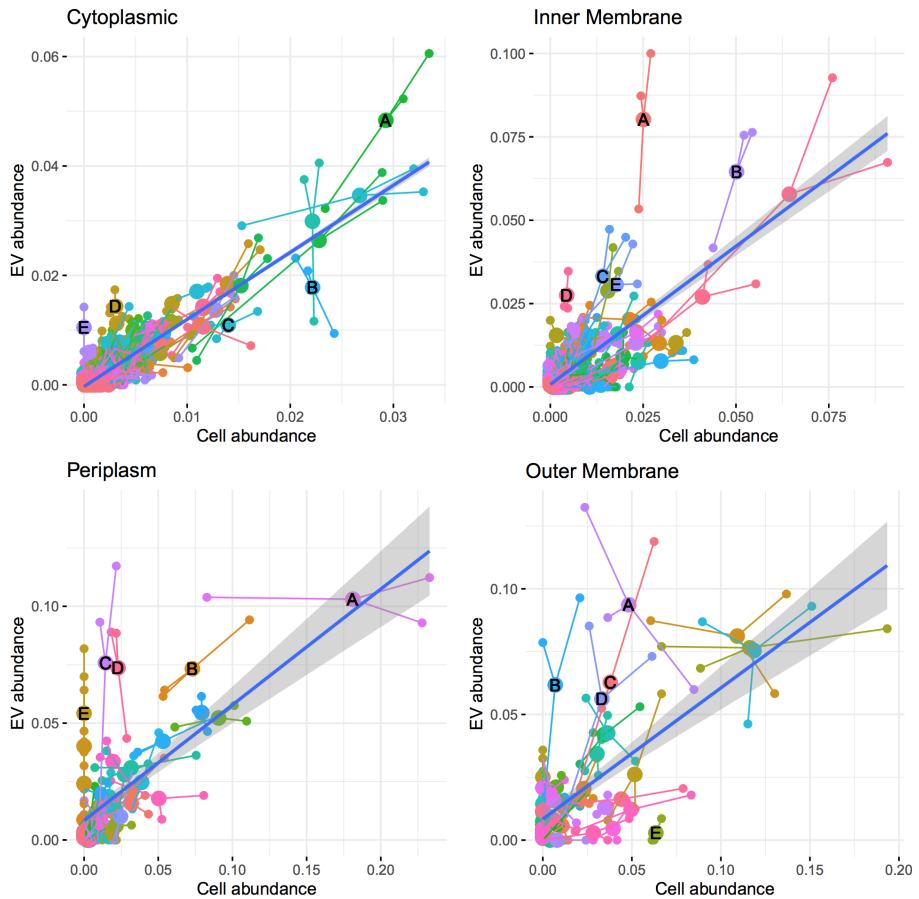 Cytoplasmic
EV abundance
0.06
0.04
0.02
0.00
A
B
C
D
E
0.00 0.01 0.02 0.03
Cell abundance
Inner Membrane
EV abundance
0.100
0.075
0.050
0.025
0.000
A
B
C
E
D
0.000 0.025 0.050 0.075
Cell abundance
Periplasm
EV abundance
0.10
0.05
0.00
A
C
D
B
E
0.00 0.05 0.10 0.15 0.20
Cell abundance
Outer Membrane
EV abundance
0.10
0.05
0.00
A
B
C
D
E
0.00 0.05 0.10 0.15 0.20
Cell abundance